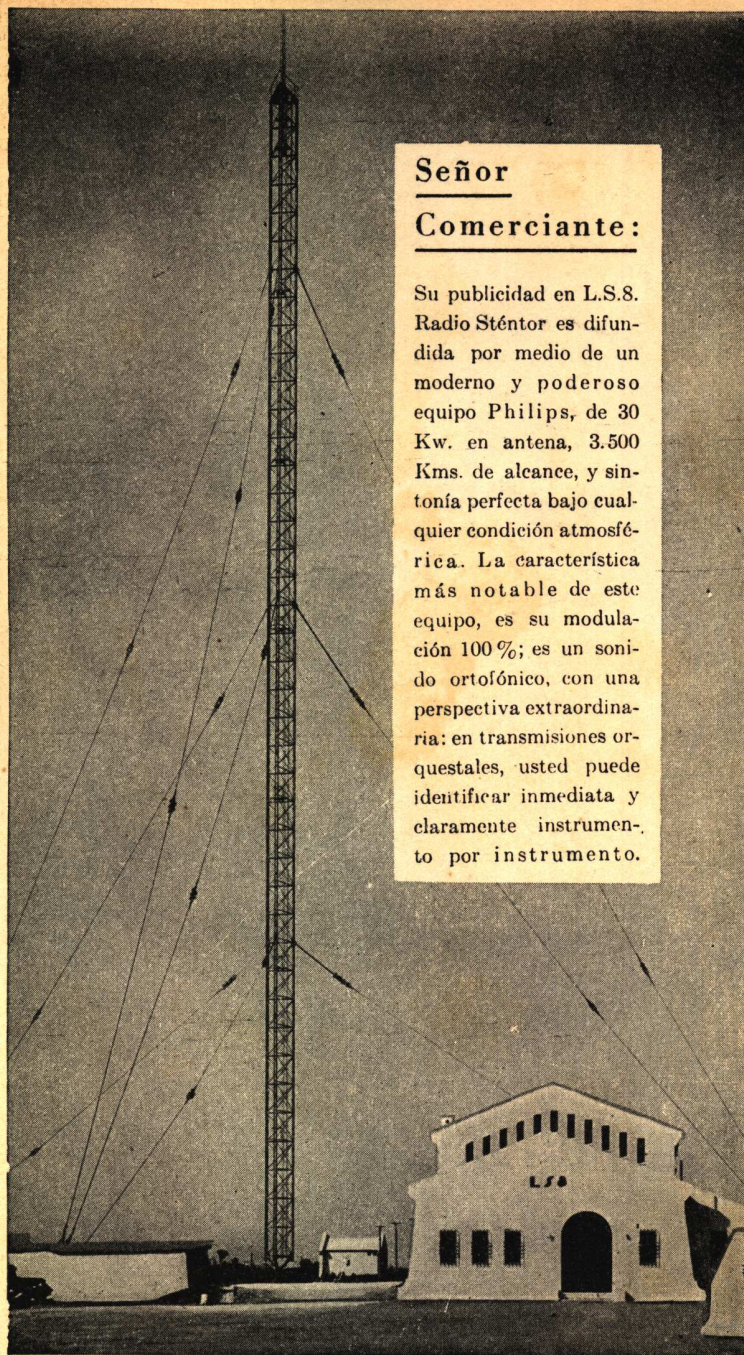 Señor
Comerciante:
Su publicidad en L.S.8.
Radio Sténtor es difun-
dida por medio de un
moderno y poderoso
equipo Philips, de 30
Kw. en antena, 3.500
Kms. de alcance, y sin-
tonía perfecta bajo cual-
quier condición atmosfé-
rica. La característica
más notable de este
equipo, es su modula-
ción 100 %; es un soni-
do ortofónico, con una
perspectiva extraordina-
ria: en transmisiones or-
questales, usted puede
identificar inmediata y
claramente instrumen-
to por instrumento.
LS8